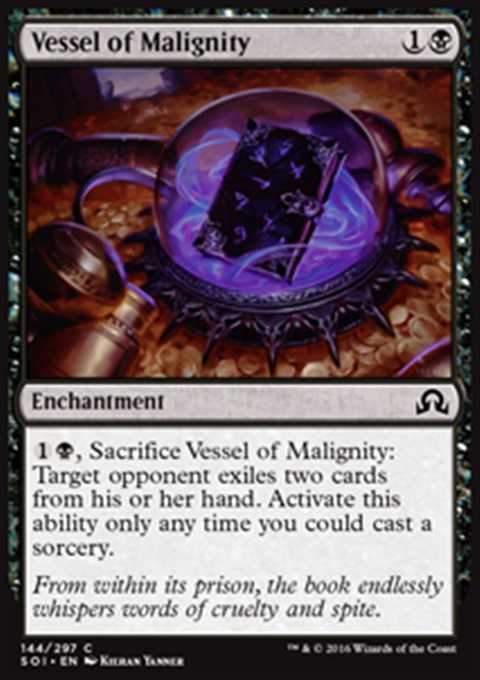 Vessel of Malignity 1
Enchantment
1, Sacrifice Vessel of Malignity:
Target opponent exiles two cards
from his or her hand. Activate this
ability only any time you could cast a
sorcery.
From within its prison, the book endlessly
whispers words of cruelty and spite.
144/297 C
SOI • EN Kieran Yanner
™ & © 2016 Wizards of the Coast